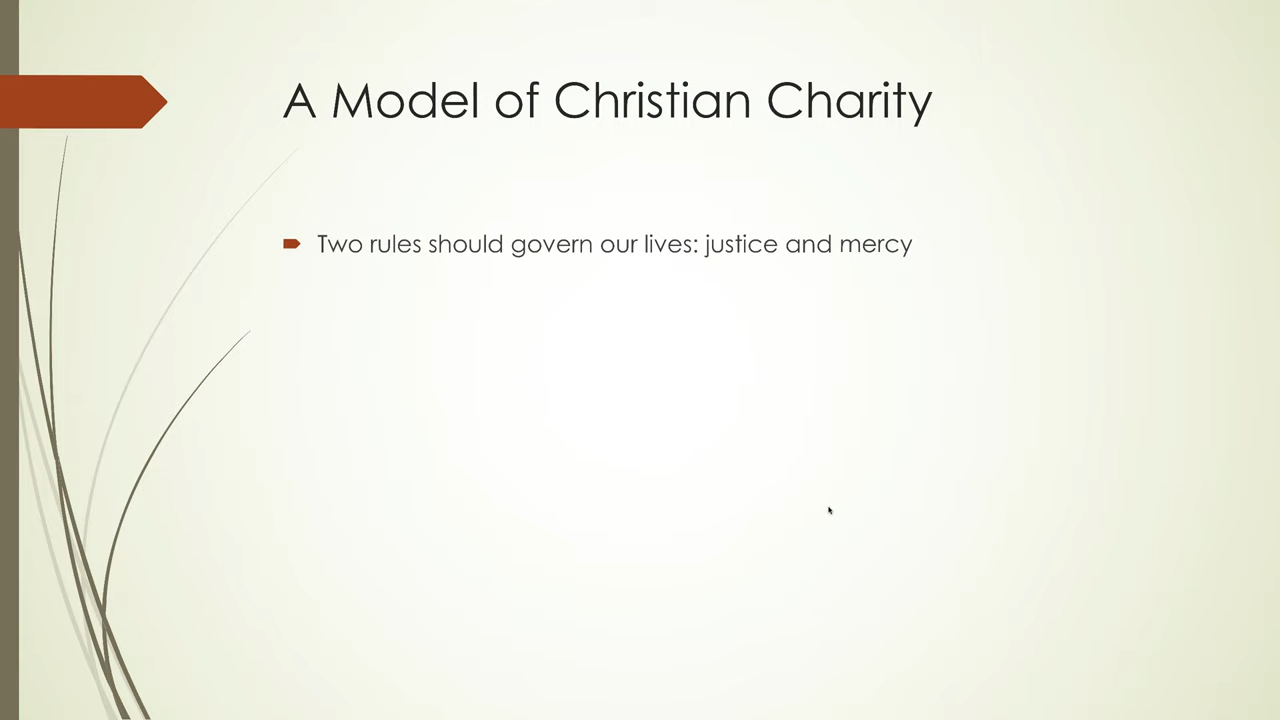 A Model of Christian Charity
Two rules should govern our lives: justice and mercy